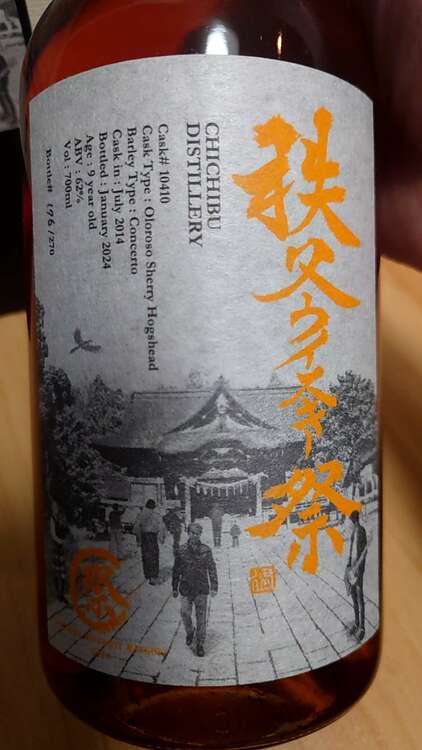 秩父ウイスキー祭
CHICHIBU
DISTILLERY
Cask# 10410
Cask Type : Oloroso Sherry Hogshead
Barley Type : Concerto
Cask in : July 2014
Bottled : January 2024
Age : 9 year old
ABV : 62%
Vol : 700ml
Bottle# 176/270